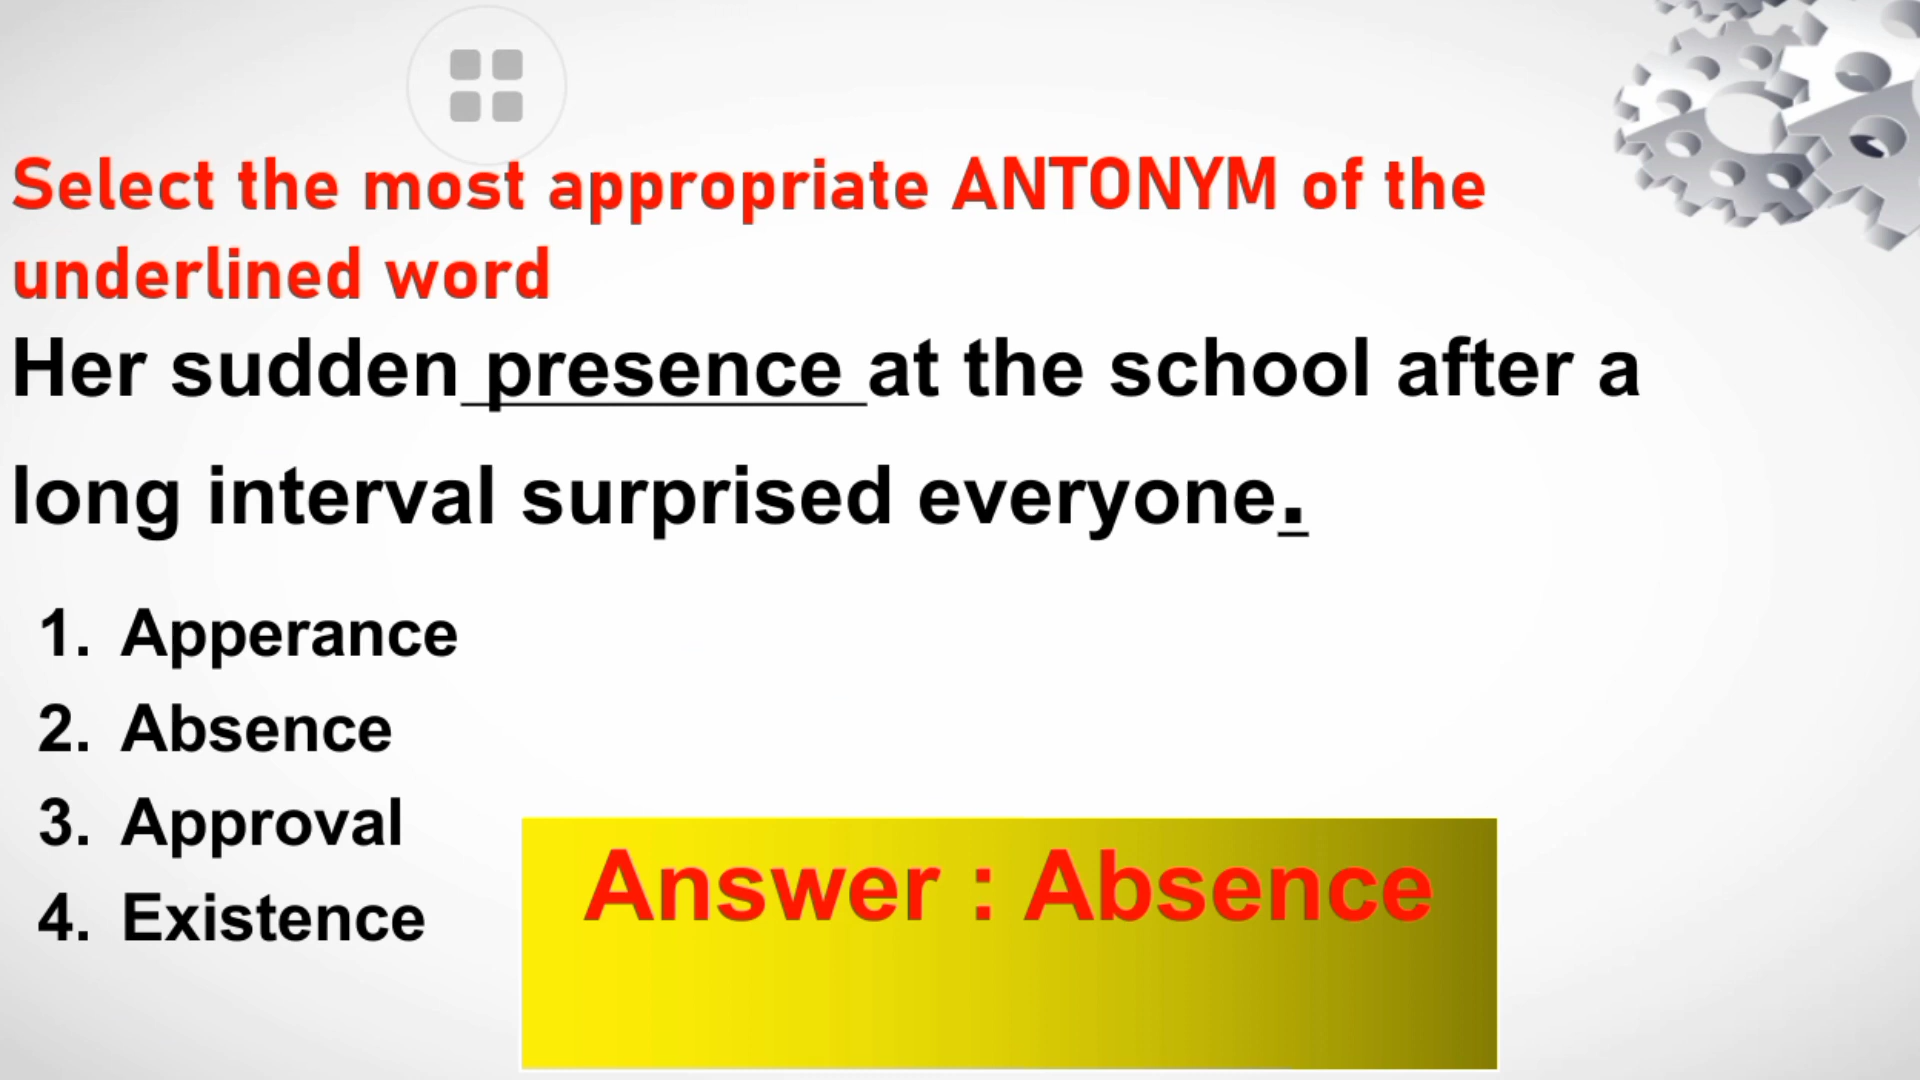 Select the most appropriate ANTONYM of the
underlined word
Her sudden presence at the school after a
long interval surprised everyone.
1. Apperance
2. Absence
3. Approval
4. Existence
Answer : Absence